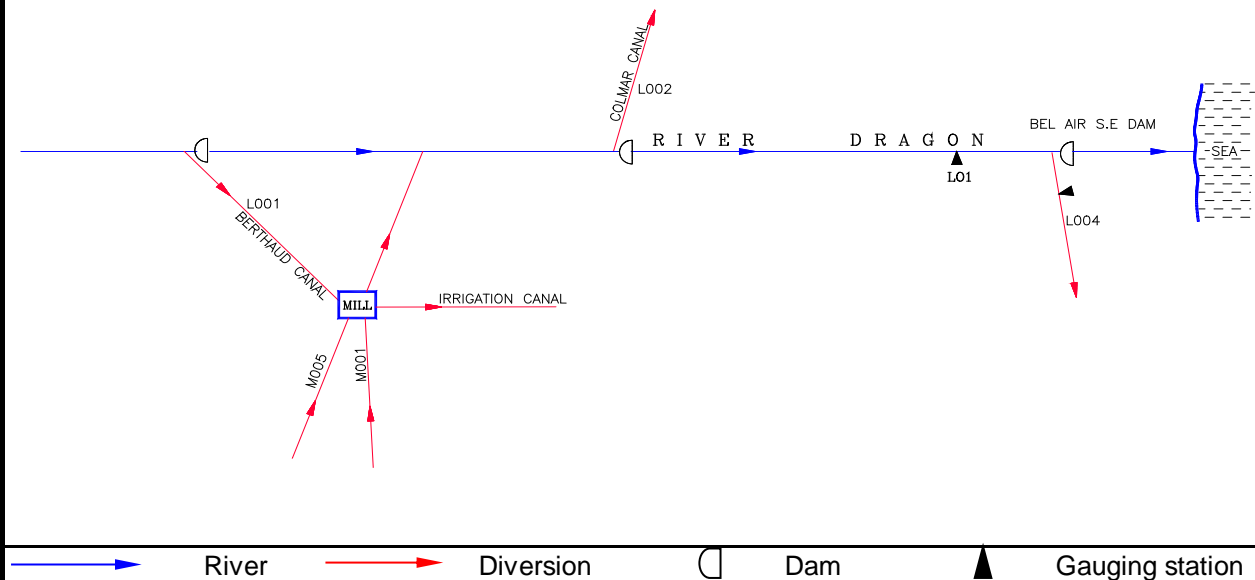 COLMAR CANAL
L002
BEL AIR S.E DAM
RIVER DRAGON
SEA
L01
L001
BERTHAUD CANAL
L004
MILL
IRRIGATION CANAL
M005
M001
River
Diversion
Dam
Gauging station